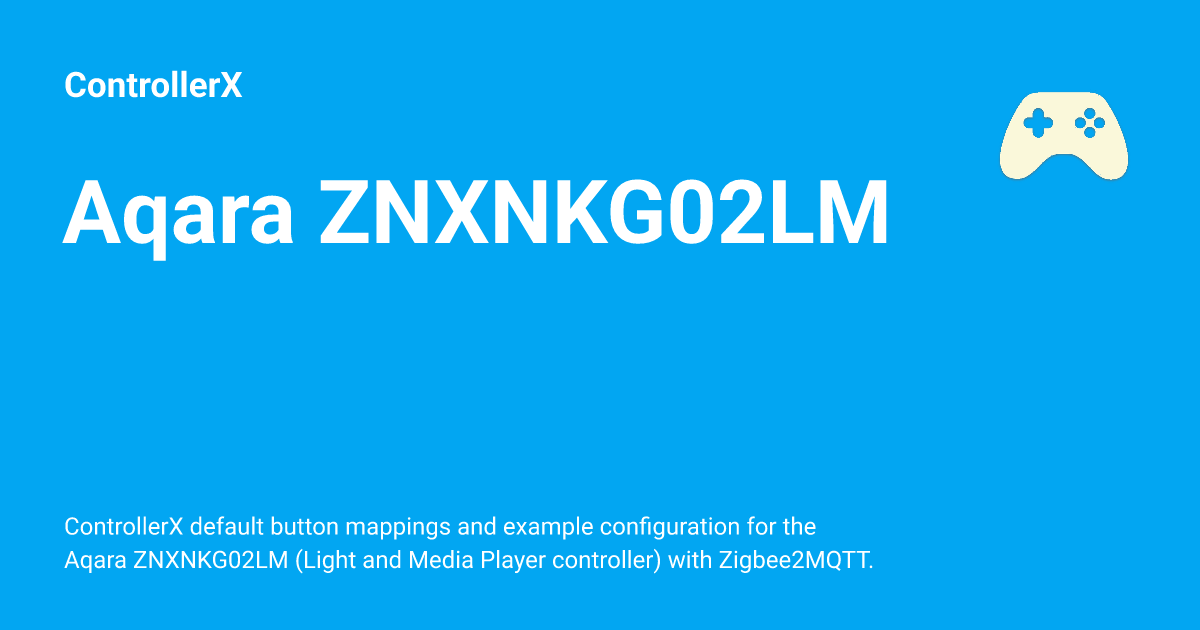 ControllerX
Aqara ZNXNKG02LM
ControllerX default button mappings and example configuration for the
Aqara ZNXNKG02LM (Light and Media Player controller) with Zigbee2MQTT.